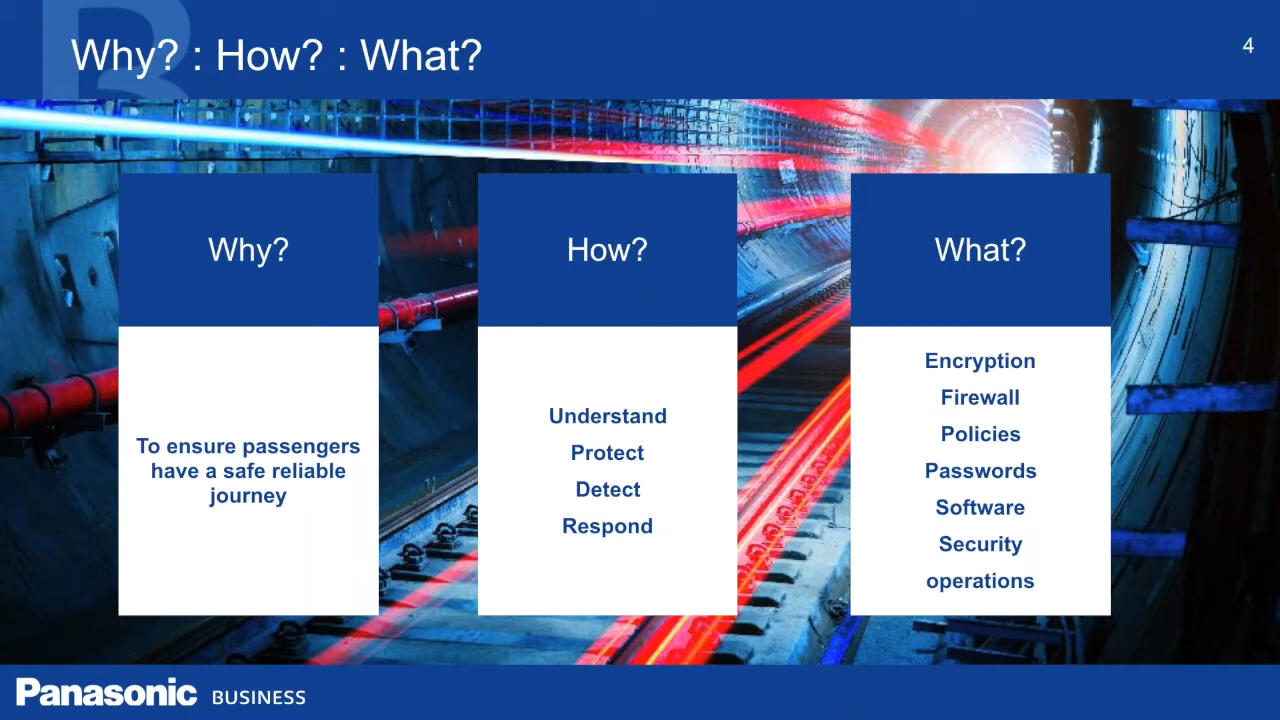 Why? : How? : What?
4
Why?
To ensure passengers
have a safe reliable
journey
How?
Understand
Protect
Detect
Respond
What?
Encryption
Firewall
Policies
Passwords
Software
Security
operations
Panasonic BUSINESS